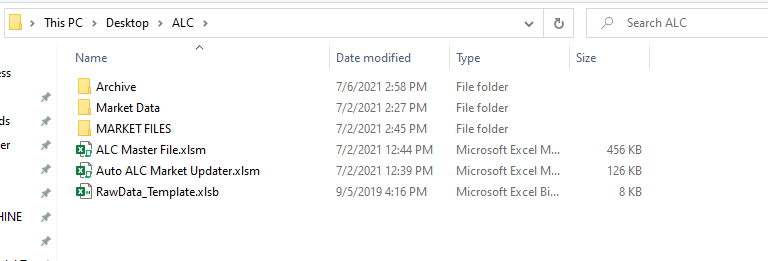 This PC > Desktop > ALC >
Search ALC
Name Date modified Type Size
ess
Archive 7/6/2021 2:58 PM File folder
Market Data 7/2/2021 2:27 PM File folder
ds
MARKET FILES 7/2/2021 2:45 PM File folder
er
ALC Master File.xlsm 7/2/2021 12:44 PM Microsoft Excel M... 456 KB
Auto ALC Market Updater.xlsm 7/2/2021 12:39 PM Microsoft Excel M... 126 KB
RawData_Template.xlsb 9/5/2019 4:16 PM Microsoft Excel Bi... 8 KB
HINE